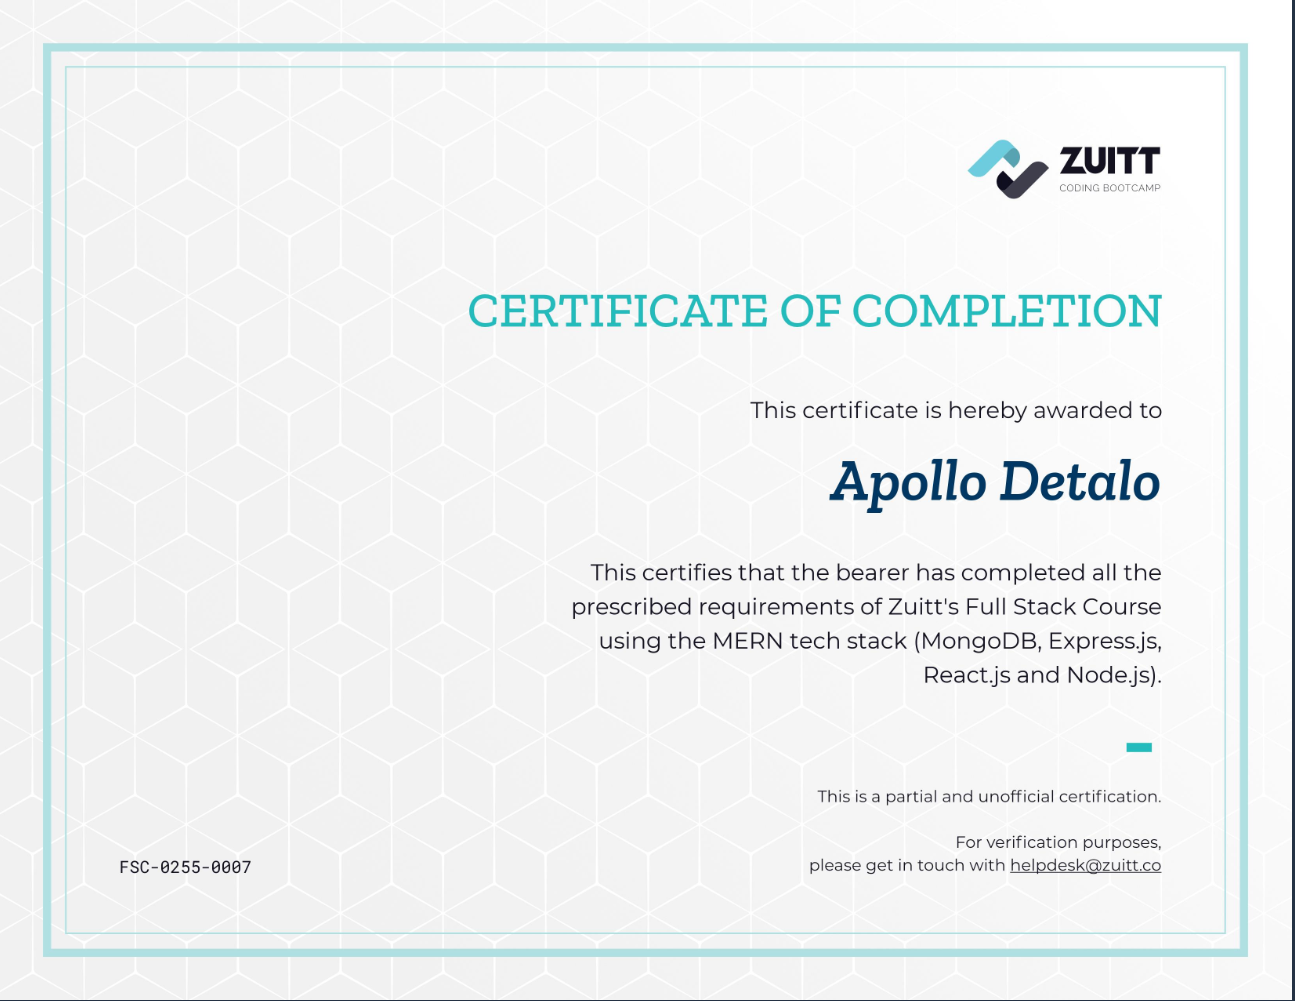 ZUITT
CODING BOOTCAMP
CERTIFICATE OF COMPLETION
This certificate is hereby awarded to
Apollo Detalo
This certifies that the bearer has completed all the
prescribed requirements of Zuitt's Full Stack Course
using the MERN tech stack (MongoDB, Express.js,
React.js and Node.js).
This is a partial and unofficial certification.
For verification purposes,
please get in touch with helpdesk@zuitt.co
FSC-0255-0007